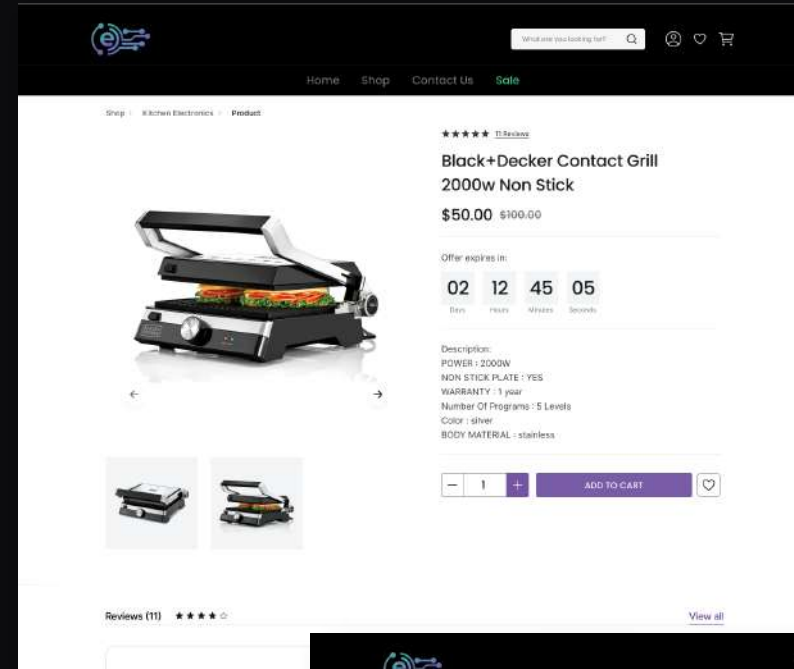 e
What are you looking for?
Home Shop Contact Us Sale
Shop Kitchen Electronics Product
11 Reviews
Black+Decker Contact Grill
2000w Non Stick
$50.00 $100.00
Offer expires in:
02 12 45 05
Days Hours Minutes Seconds
Description:
POWER : 2000W
NON STICK PLATE : YES
WARRANTY : 1 year
Number Of Programs : 5 Levels
Color : silver
BODY MATERIAL : stainless
1 ADD TO CART
Reviews (11) View all
e